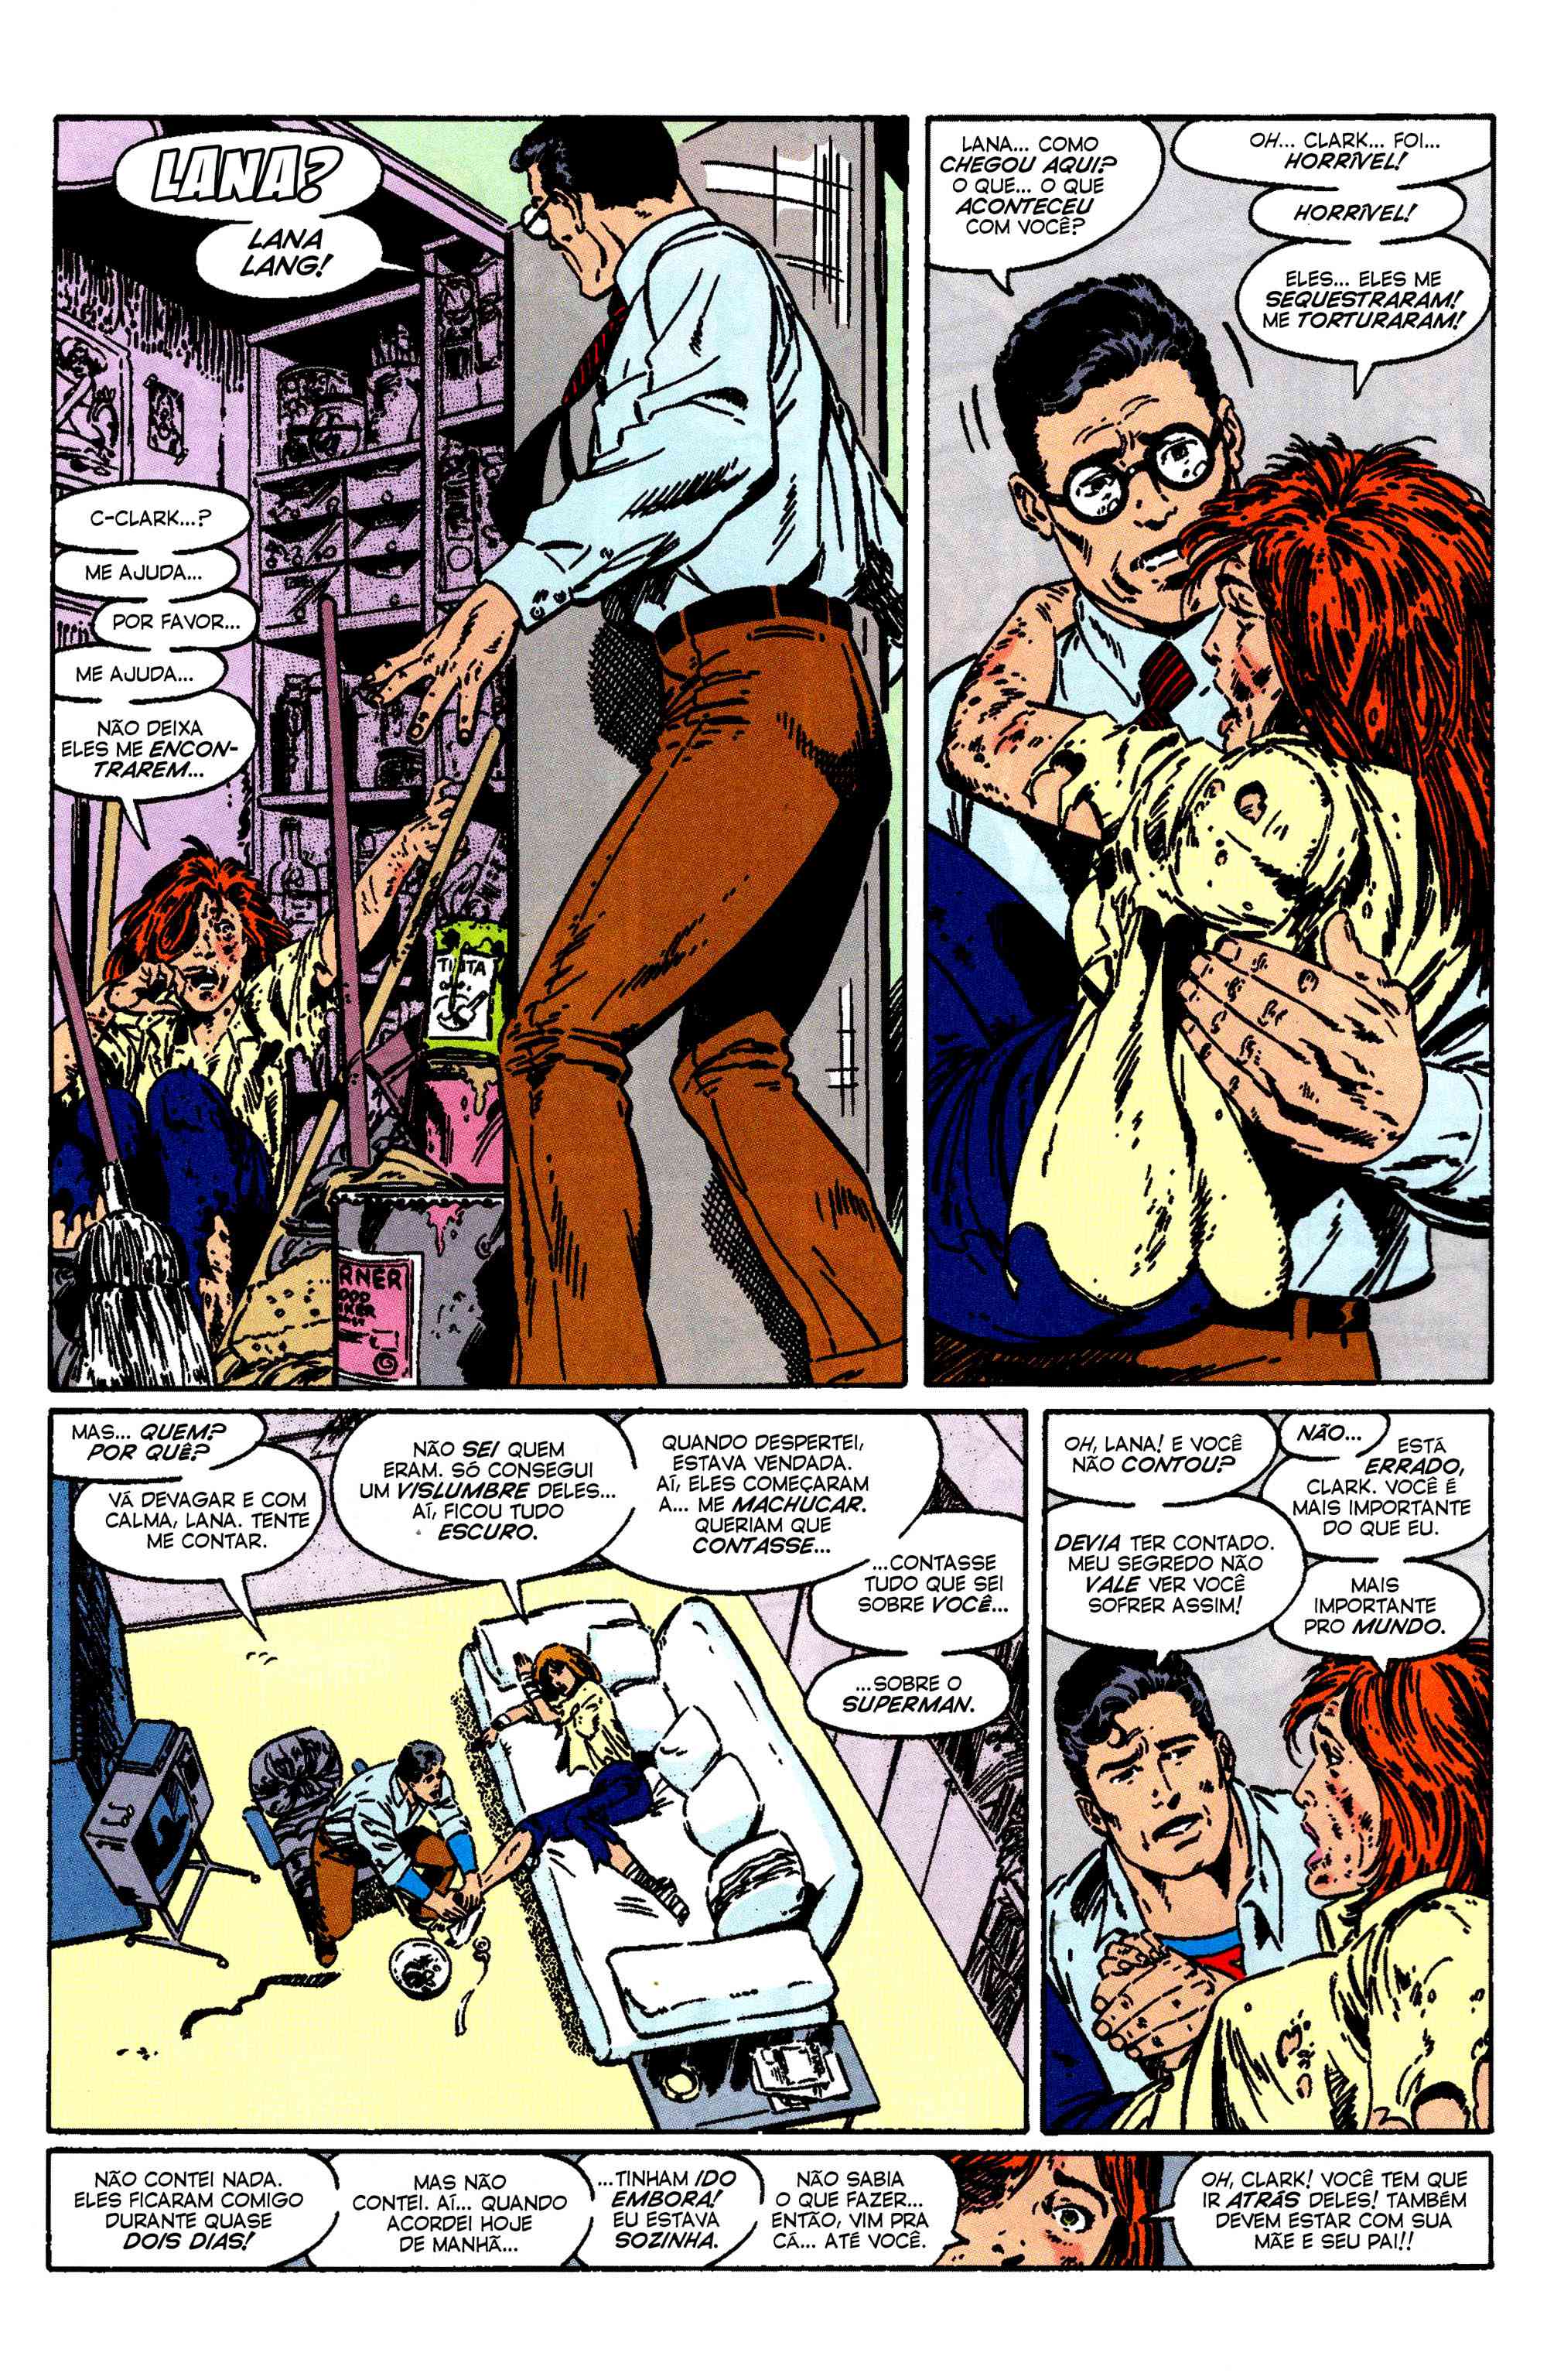 LANA?
LANA
LANG!
C-CLARK...?
ME AJUDA...
POR FAVOR...
ME AJUDA...
NÃO DEIXA
ELES ME ENCON-
TRAREM...
TINTA
RNER
LANA... COMO
CHEGOU AQUI?
O QUE... O QUE
ACONTECEU
COM VOCÊ?
OH... CLARK... FOI...
HORRÍVEL!
HORRÍVEL!
ELES... ELES ME
SEQUESTRARAM!
ME TORTURARAM!
MAS... QUEM?
POR QUÊ?
VÁ DEVAGAR E COM
CALMA, LANA. TENTE
ME CONTAR.
NÃO SEI QUEM
ERAM. SÓ CONSEGUI
UM VISLUMBRE DELES...
AÍ, FICOU TUDO
ESCURO.
QUANDO DESPERTEI,
ESTAVA VENDADA.
AÍ, ELES COMEÇARAM
A... ME MACHUCAR.
QUERIAM QUE
CONTASSE...
...CONTASSE
TUDO QUE SEI
SOBRE VOCÊ...
...SOBRE O
SUPERMAN.
OH, LANA! E VOCÊ
NÃO CONTOU?
DEVIA TER CONTADO.
MEU SEGREDO NÃO
VALE VER VOCÊ
SOFRER ASSIM!
NÃO...
ESTÁ
ERRADO,
CLARK. VOCÊ É
MAIS IMPORTANTE
DO QUE EU.
MAIS
IMPORTANTE
PRO MUNDO.
NÃO CONTEI NADA.
ELES FICARAM COMIGO
DURANTE QUASE
DOIS DIAS!
MAS NÃO
CONTEI. AÍ... QUANDO
ACORDEI HOJE
DE MANHÃ...
...TINHAM IDO
EMBORA!
EU ESTAVA
SOZINHA.
NÃO SABIA
O QUE FAZER...
ENTÃO, VIM PRA
CÁ... ATÉ VOCÊ.
OH, CLARK! VOCÊ TEM QUE
IR ATRÁS DELES! TAMBÉM
DEVEM ESTAR COM SUA
MÃE E SEU PAI!!